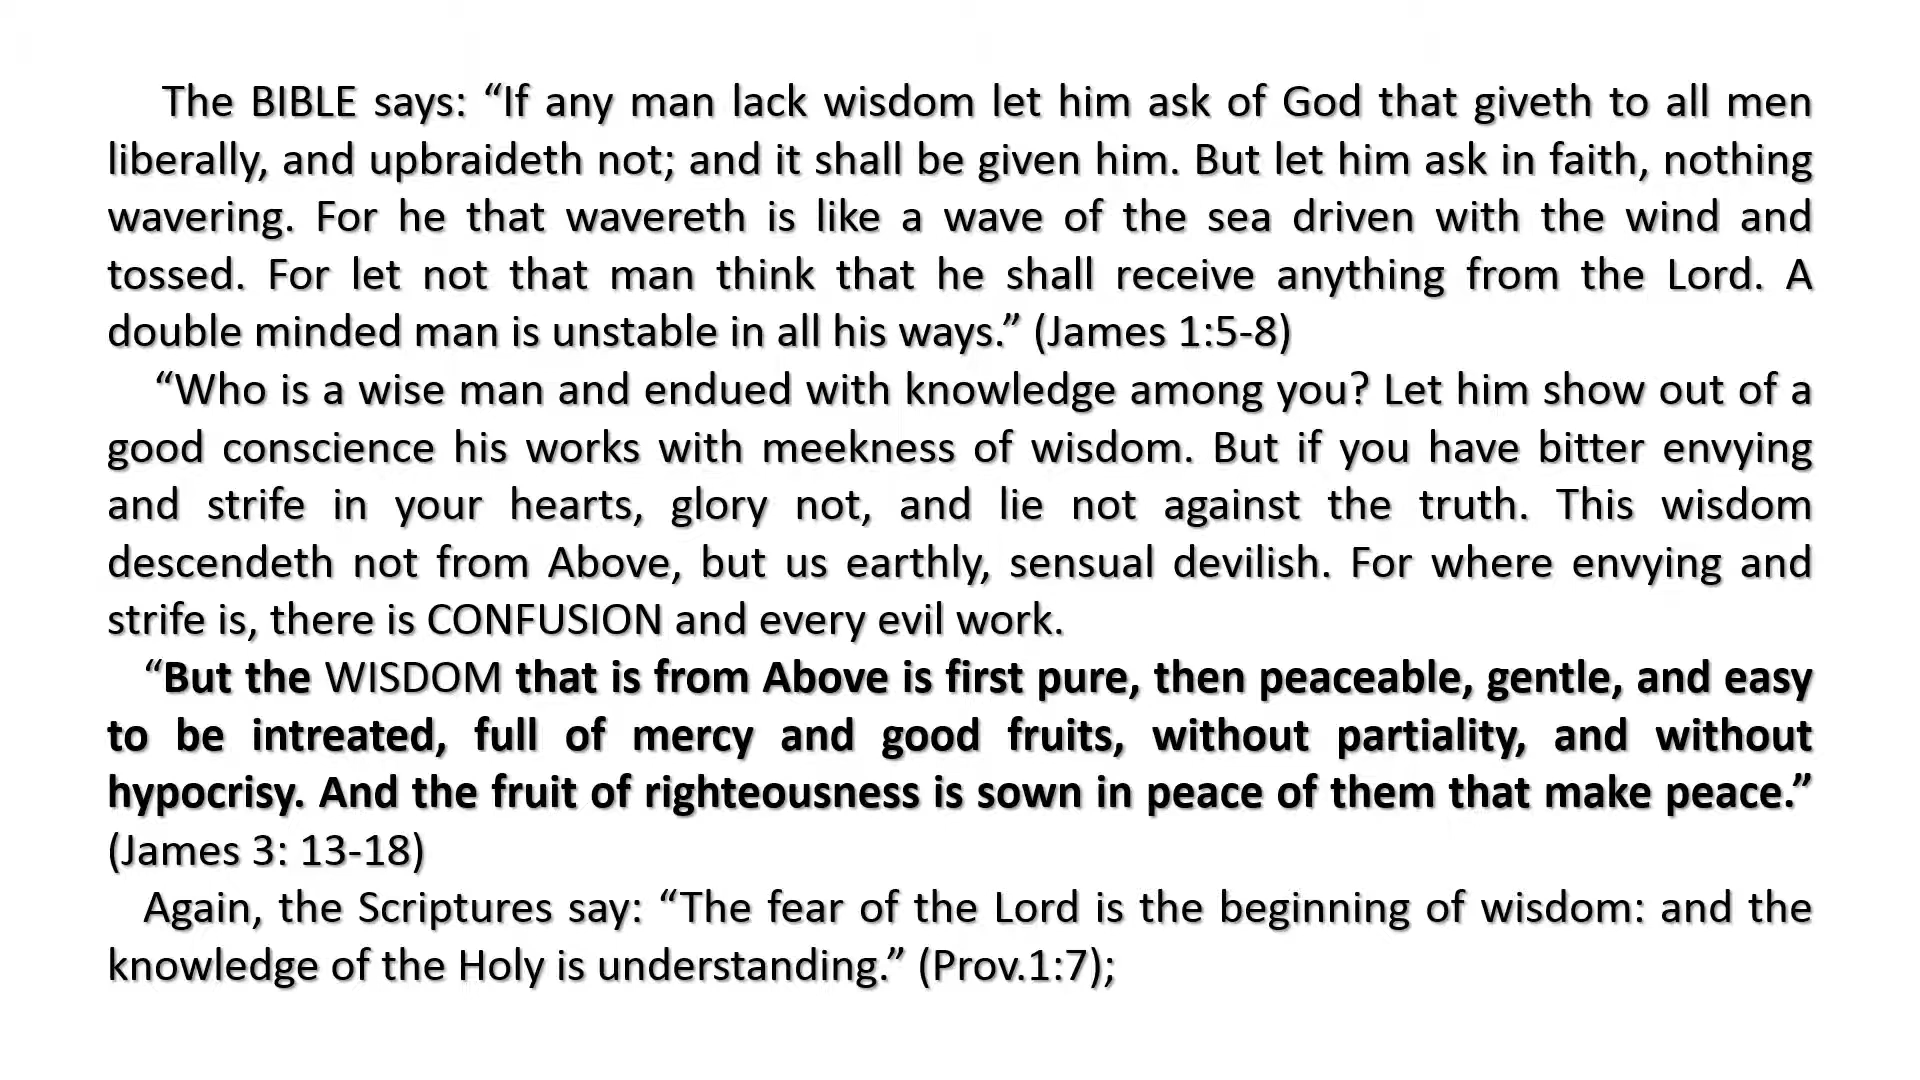 The BIBLE says: “If any man lack wisdom let him ask of God that giveth to all men
liberally, and upbraideth not; and it shall be given him. But let him ask in faith, nothing
wavering. For he that wavereth is like a wave of the sea driven with the wind and
tossed. For let not that man think that he shall receive anything from the Lord. A
double minded man is unstable in all his ways.” (James 1:5-8)
“Who is a wise man and endued with knowledge among you? Let him show out of a
good conscience his works with meekness of wisdom. But if you have bitter envying
and strife in your hearts, glory not, and lie not against the truth. This wisdom
descendeth not from Above, but us earthly, sensual devilish. For where envying and
strife is, there is CONFUSION and every evil work.
“But the WISDOM that is from Above is first pure, then peaceable, gentle, and easy
to be intreated, full of mercy and good fruits, without partiality, and without
hypocrisy. And the fruit of righteousness is sown in peace of them that make peace.”
(James 3: 13-18)
Again, the Scriptures say: “The fear of the Lord is the beginning of wisdom: and the
knowledge of the Holy is understanding.” (Prov.1:7);